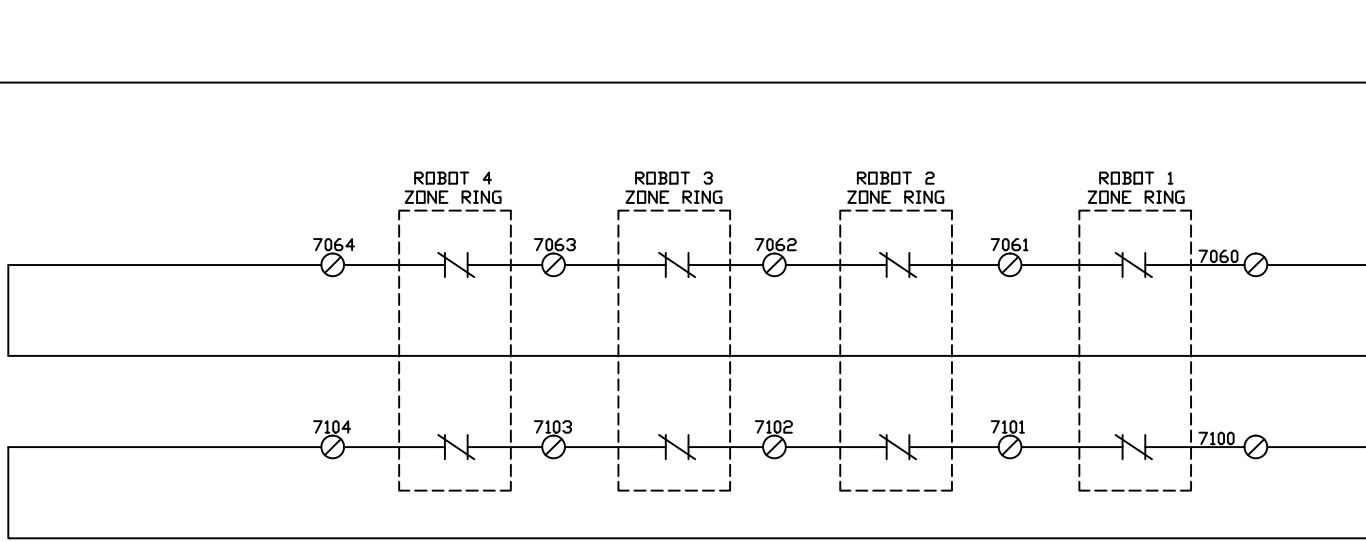 ROBOT 4
ZONE RING
ROBOT 3
ZONE RING
ROBOT 2
ZONE RING
ROBOT 1
ZONE RING
7064
7063
7062
7061
7060
7104
7103
7102
7101
7100